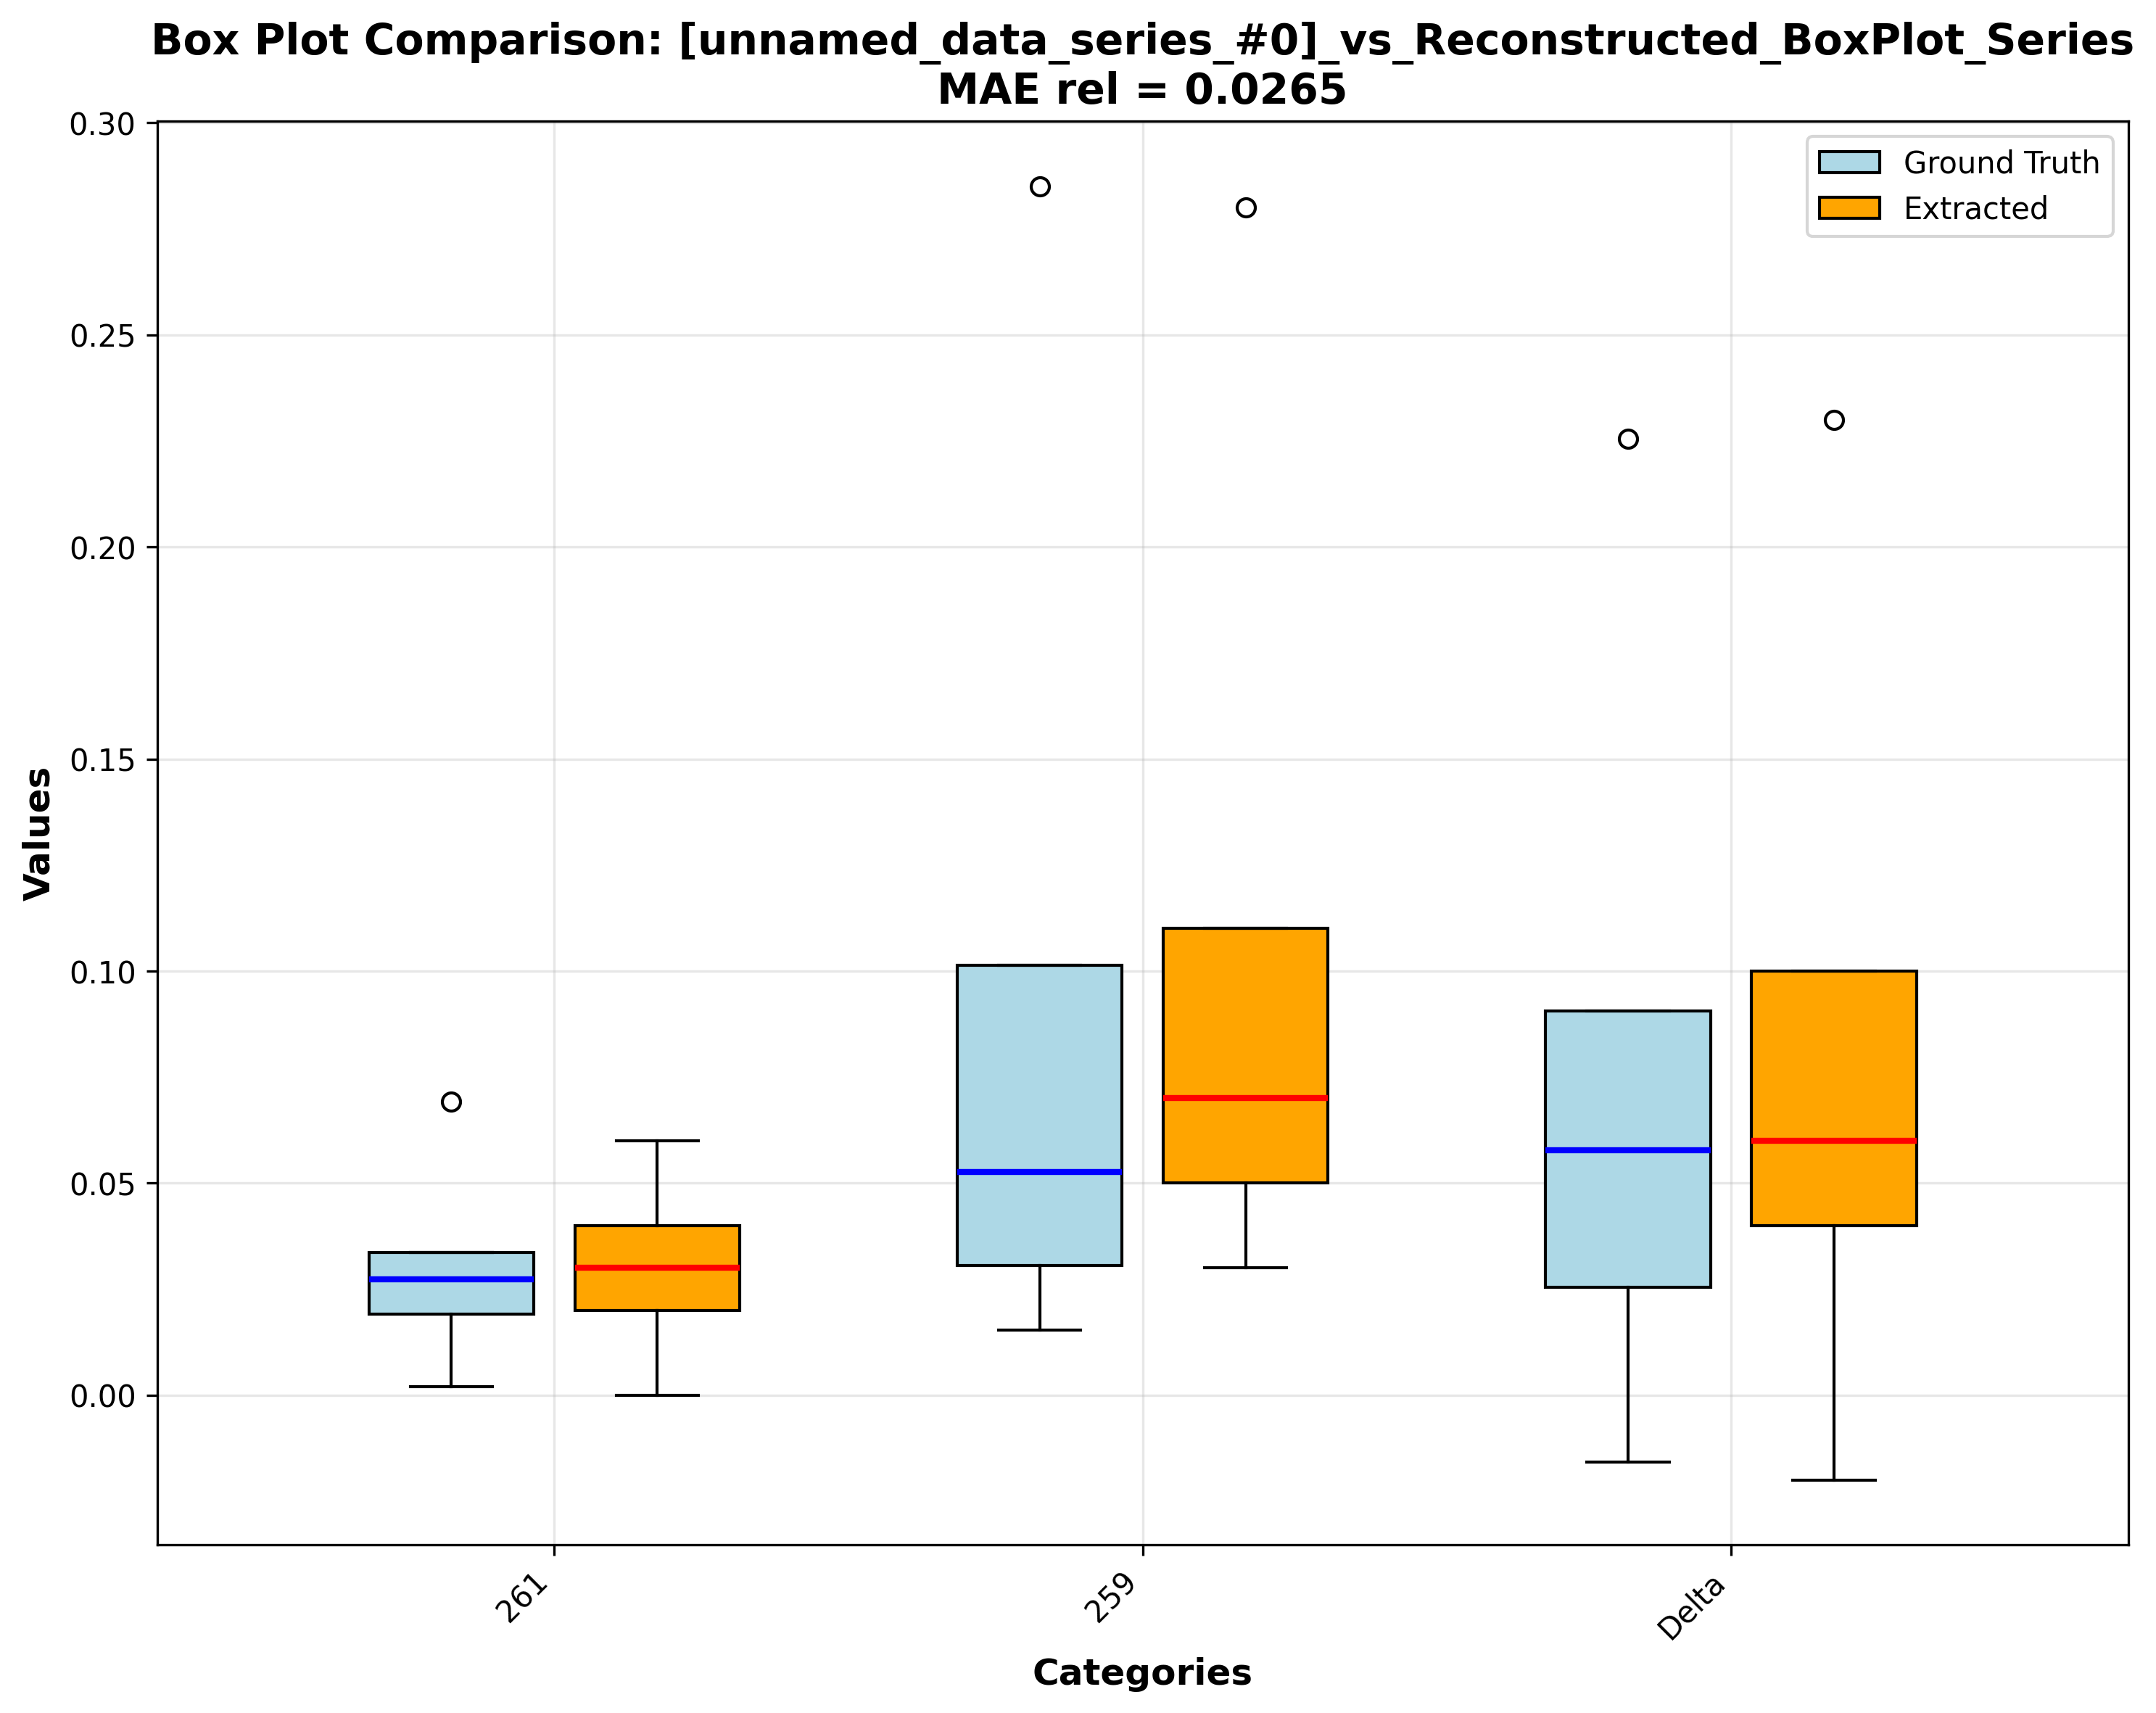 Box Plot Comparison: [unnamed_data_series_#0]_vs_Reconstructed_BoxPlot_Series
MAE rel = 0.0265
Ground Truth
Extracted
0.30
0.25
0.20
0.15
0.10
0.05
0.00
Values
261
259
Delta
Categories